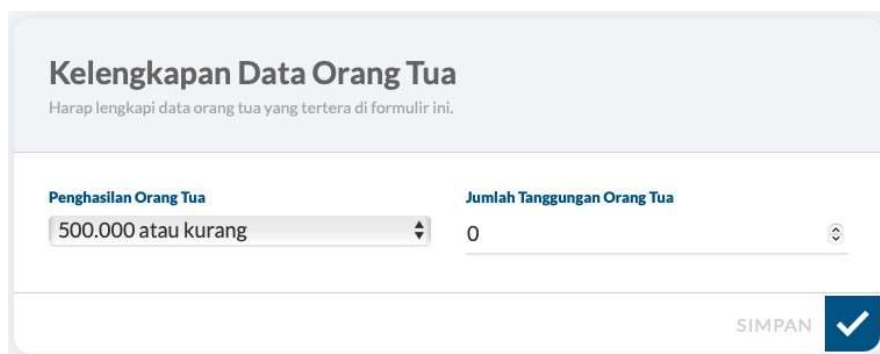 Kelengkapan Data Orang Tua
Harap lengkapi data orang tua yang tertera di formulir ini.
Penghasilan Orang Tua
500.000 atau kurang
Jumlah Tanggungan Orang Tua
0
SIMPAN